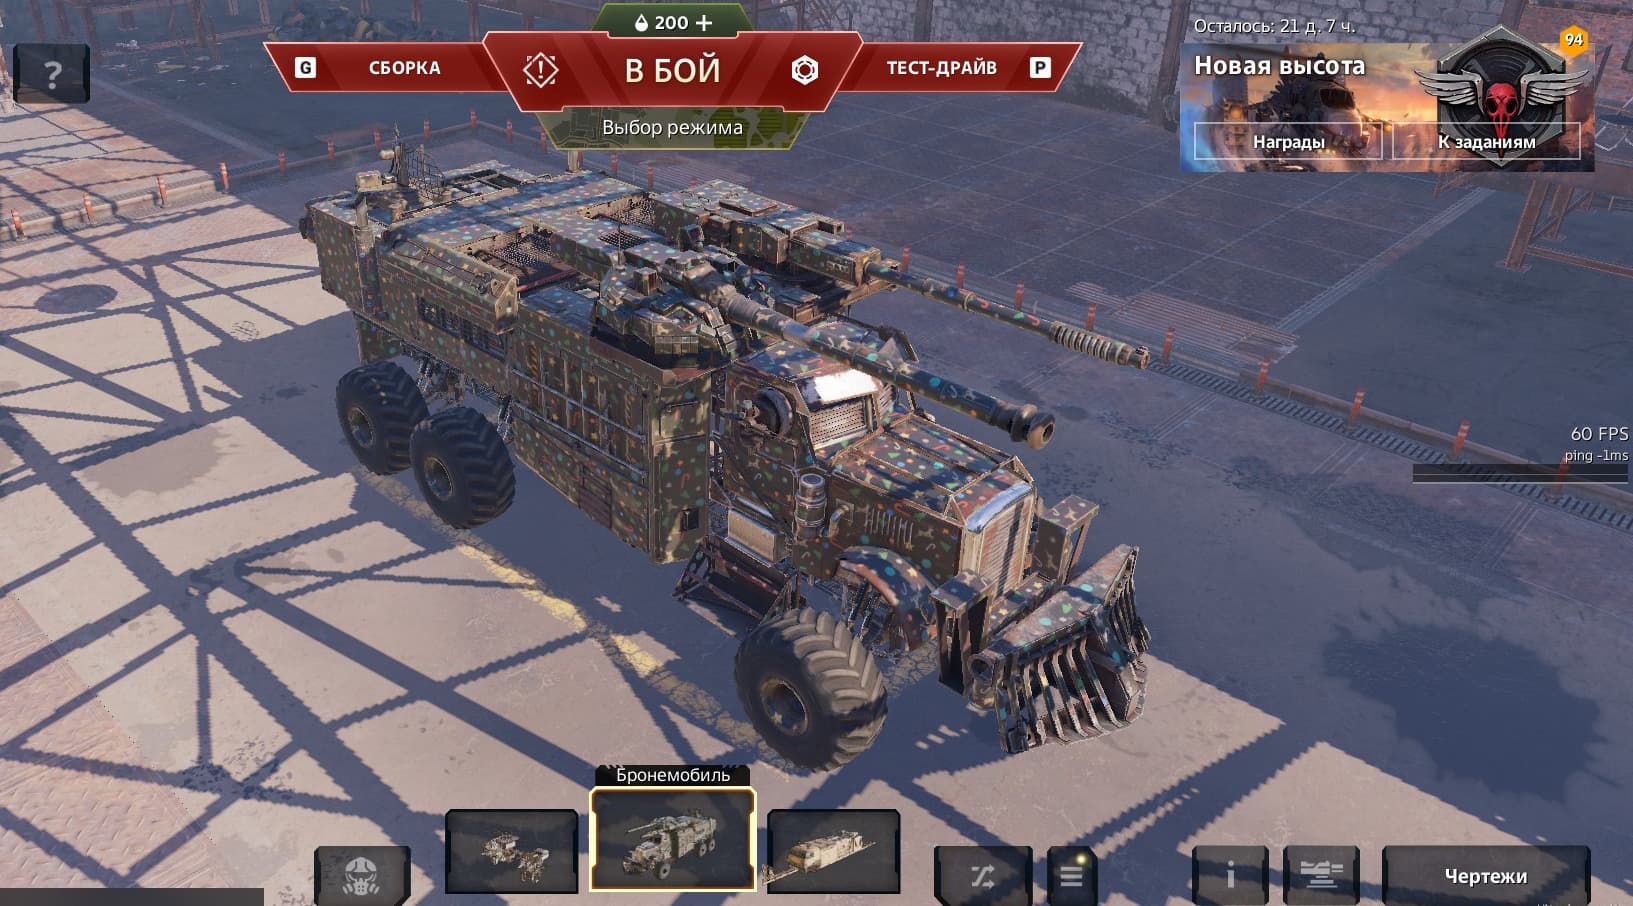 200 +
Осталось: 21 д. 7 ч.
94
Новая высота
Награды
К заданиям
?
G СБОРКА
В БОЙ
ТЕСТ-ДРАЙВ P
Выбор режима
60 FPS
ping -1ms
Бронемобиль
i
Чертежи